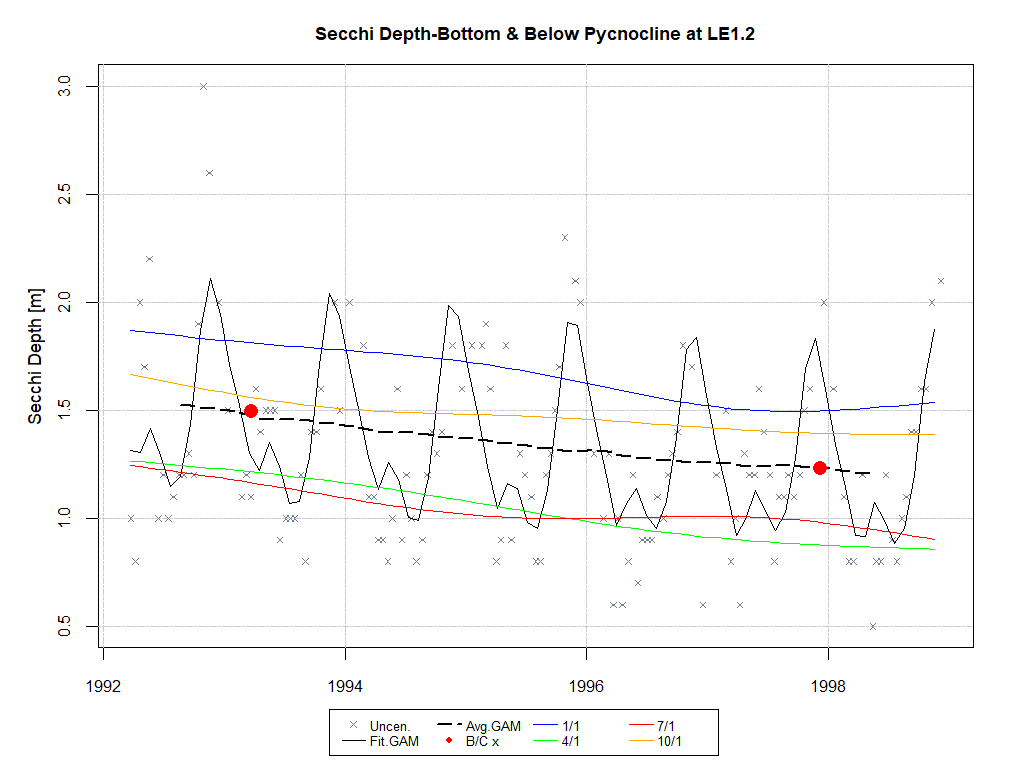 Secchi Depth-Bottom & Below Pycnocline at LE1.2
Secchi Depth [m]
3.0
2.5
2.0
1.5
1.0
0.5
1992 1994 1996 1998
Uncen. Avg.GAM 1/1 7/1
Fit.GAM B/C x 4/1 10/1